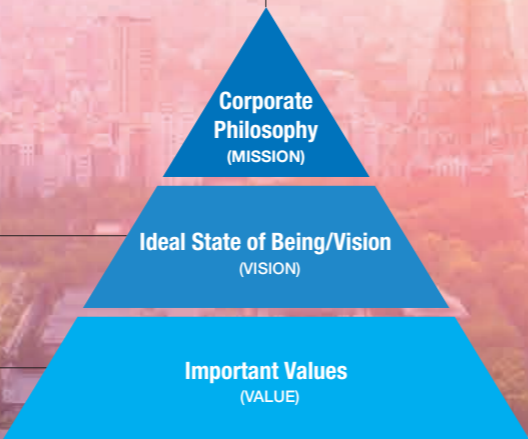 Corporate
Philosophy
(MISSION)
Ideal State of Being/Vision
(VISION)
Important Values
(VALUE)